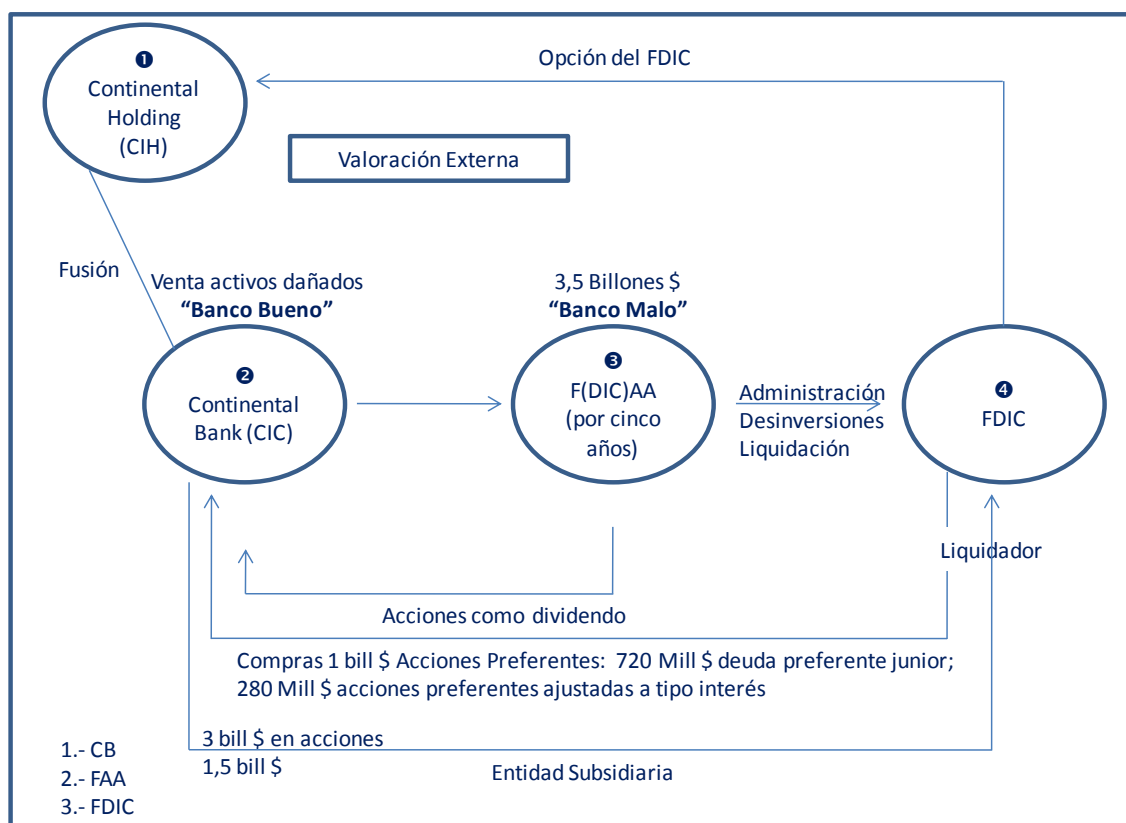 Opción del FDIC
❶
Continental
Holding
(CIH)
Valoración Externa
Fusión
Venta activos dañados
“Banco Bueno”
3,5 Billones $
“Banco Malo”
❷
Continental
Bank (CIC)
❸
F(DIC)AA
(por cinco
años)
Administración
Desinversiones
Liquidación
❹
FDIC
Liquidador
Acciones como dividendo
Compras 1 bill $ Acciones Preferentes: 720 Mill $ deuda preferente junior;
280 Mill $ acciones preferentes ajustadas a tipo interés
3 bill $ en acciones
1,5 bill $
Entidad Subsidiaria
1.- CB
2.- FAA
3.- FDIC